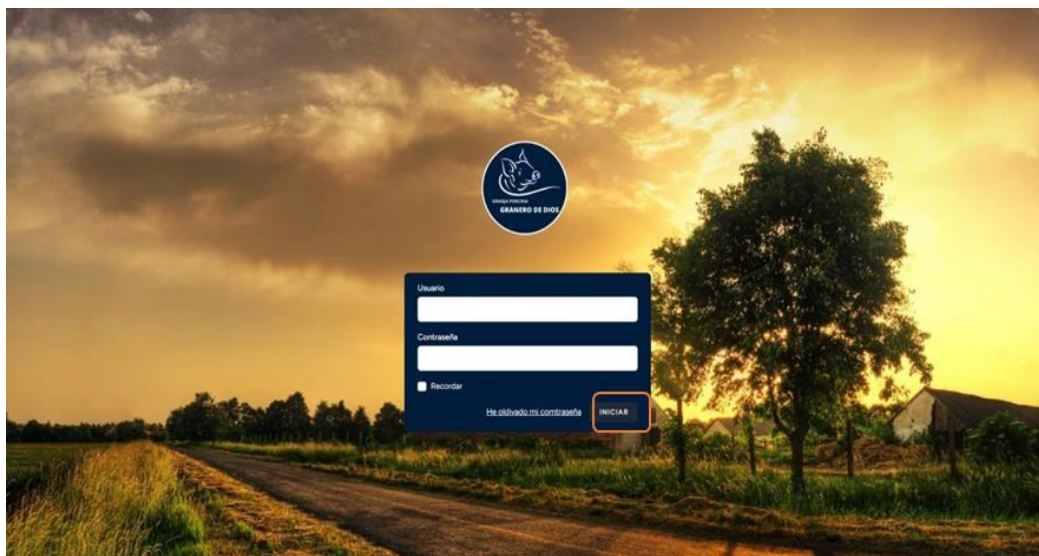 GRANJA PORCINA
GRANERO DE DIOS
Usuario
Contraseña
Recordar
He oldivado mi comtraseña
INICIAR